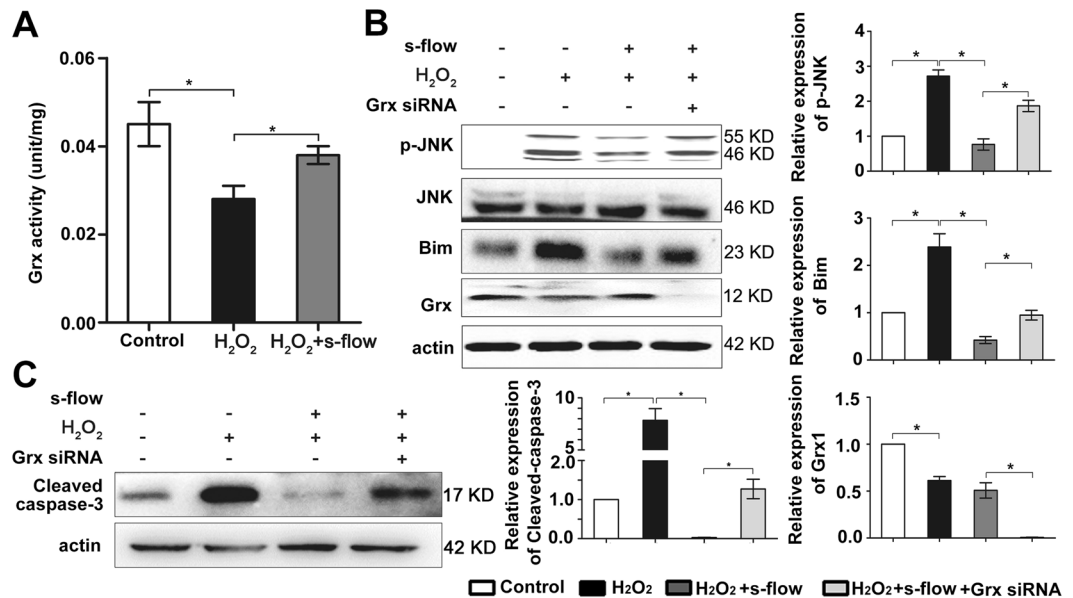 A
Grx activity (unit/mg)
0.06
0.04
0.02
0.00
*
*
Control
H₂O₂
H₂O₂+s-flow
B
s-flow - - + +
H₂O₂ - + + +
Grx siRNA - - - +
p-JNK
55 KD
46 KD
JNK
46 KD
Bim
23 KD
Grx
12 KD
actin
42 KD
Relative expression
of p-JNK
4
3
2
1
0
* *
*
Relative expression
of Bim
3
2
1
0
* *
*
Relative expression
of Grx1
1.5
1.0
0.5
0.0
*
*
C
s-flow - - + +
H₂O₂ - + + +
Grx siRNA - - - +
Cleaved
caspase-3
17 KD
actin
42 KD
Relative expression
of Cleaved-caspase-3
10
5
2.0
1.0
0.0
* *
*
Control
H₂O₂
H₂O₂+s-flow
H₂O₂+s-flow+Grx siRNA